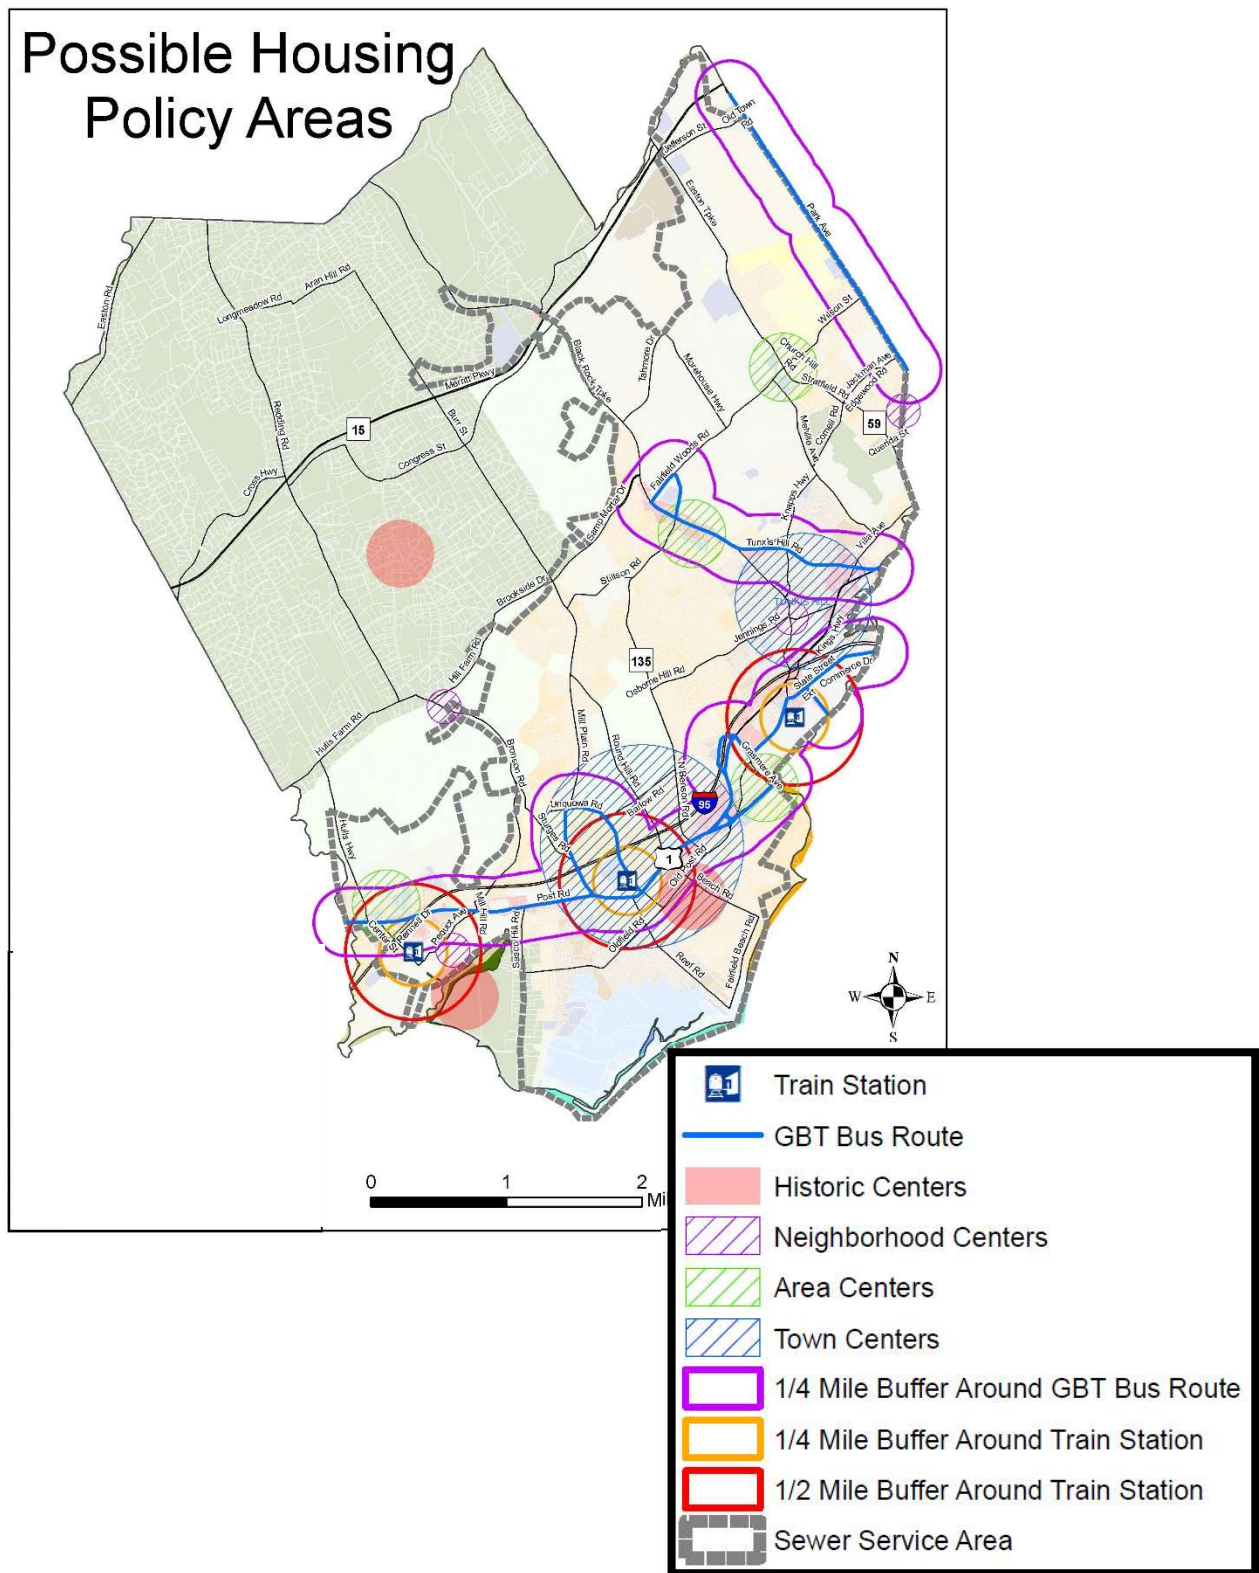 Possible Housing
Policy Areas
Old Town
Rd
Jefferson St
Easton Tpke
Park Ave
Wilson St
Easton Rd
Aran Hill Rd
Longmeadow Rd
Church Hill
Rd
Stratfield Rd
Jackman Ave
Edgewood Rd
Tahmore Dr
Morehouse Hwy
Black Rock Tpke
Merritt Pkwy
Redding Rd
Burr St
15
Congress St
Cross Hwy
Melville Ave
Cornell Rd
59
Querida St
Fairfield Woods Rd
Samp Mortar Dr
Knapps Hwy
Villa Ave
Tunxis Hill Rd
Stillson Rd
Brookside Dr
TUNXIS HILL
Jennings Rd
Kings Hwy
Hill Farm Rd
135
Osborne Hill Rd
State Street
Ext
Commerce Dr
Hulls Farm Rd
Mill Plain Rd
Round Hill Rd
Bronson Rd
N Benson Rd
Grasmere Ave
95
Unquowa Rd
Barlow Rd
Sturges Rd
Hulls Hwy
1
Old Post Rd
Beach Rd
Post Rd
Mill Hill Rd
Pequot Ave
Rennell Dr
Center St
Sasco Hill Rd
Oldfield Rd
Reef Rd
Fairfield Beach Rd
N
W E
S
0 1 2
Mi
Train Station
GBT Bus Route
Historic Centers
Neighborhood Centers
Area Centers
Town Centers
1/4 Mile Buffer Around GBT Bus Route
1/4 Mile Buffer Around Train Station
1/2 Mile Buffer Around Train Station
Sewer Service Area